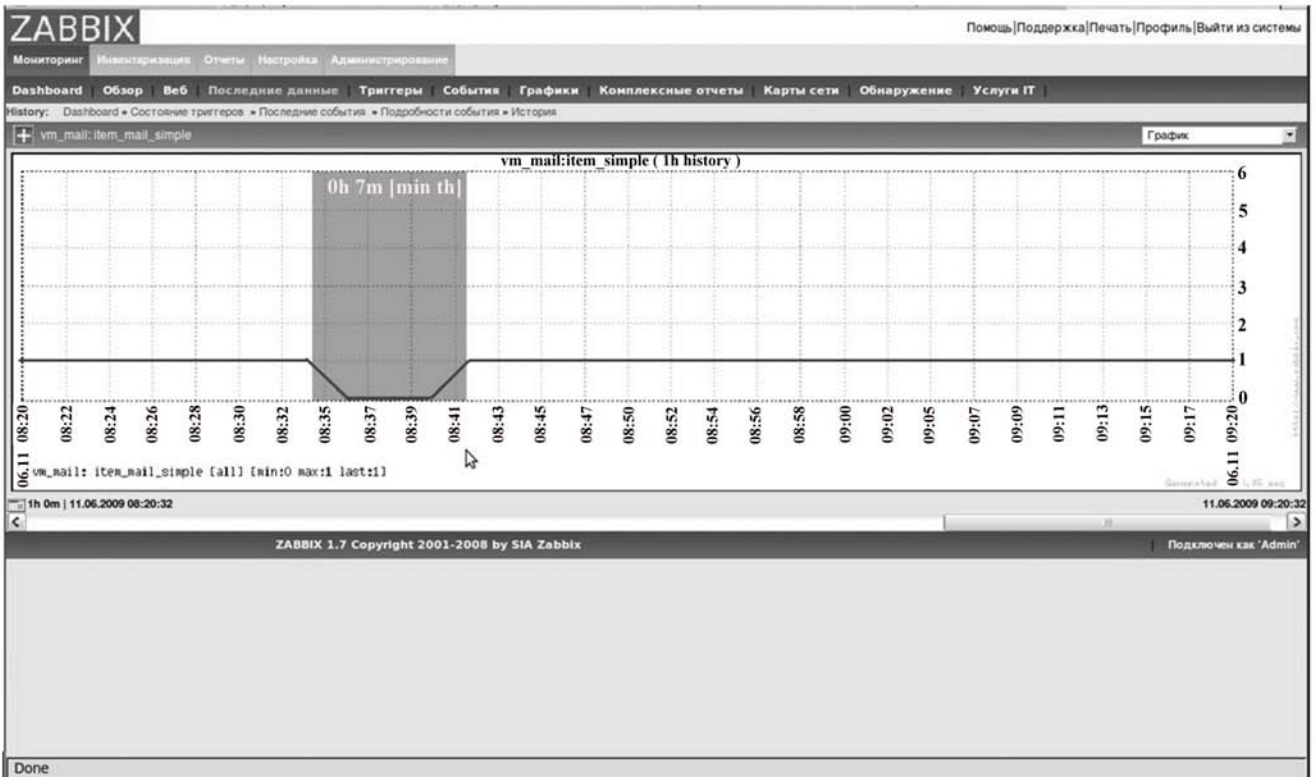 ZABBIX
Помощь|Поддержка|Печать|Профиль|Выйти из системы
Мониторинг Инвентаризация Отчеты Настройка Администрирование
Dashboard Обзор Веб Последние данные Триггеры События Графики Комплексные отчеты Карты сети Обнаружение Услуги IT
History: Dashboard » Состояние триггеров » Последние события » Подробности события » История
vm_mail: item_mail_simple
График
vm_mail:item_simple ( 1h history )
0h 7m [min th]
6
5
4
3
2
1
0
06.11 08:20 08:22 08:24 08:26 08:28 08:30 08:32 08:35 08:37 08:39 08:41 08:43 08:45 08:47 08:50 08:52 08:54 08:56 08:58 09:00 09:02 09:05 09:07 09:09 09:11 09:13 09:15 09:17 06.11 09:20
vm_mail: item_mail_simple [all] [min:0 max:1 last:1]
1h 0m | 11.06.2009 08:20:32
11.06.2009 09:20:32
ZABBIX 1.7 Copyright 2001-2008 by SIA Zabbix
Подключен как 'Admin'
Done